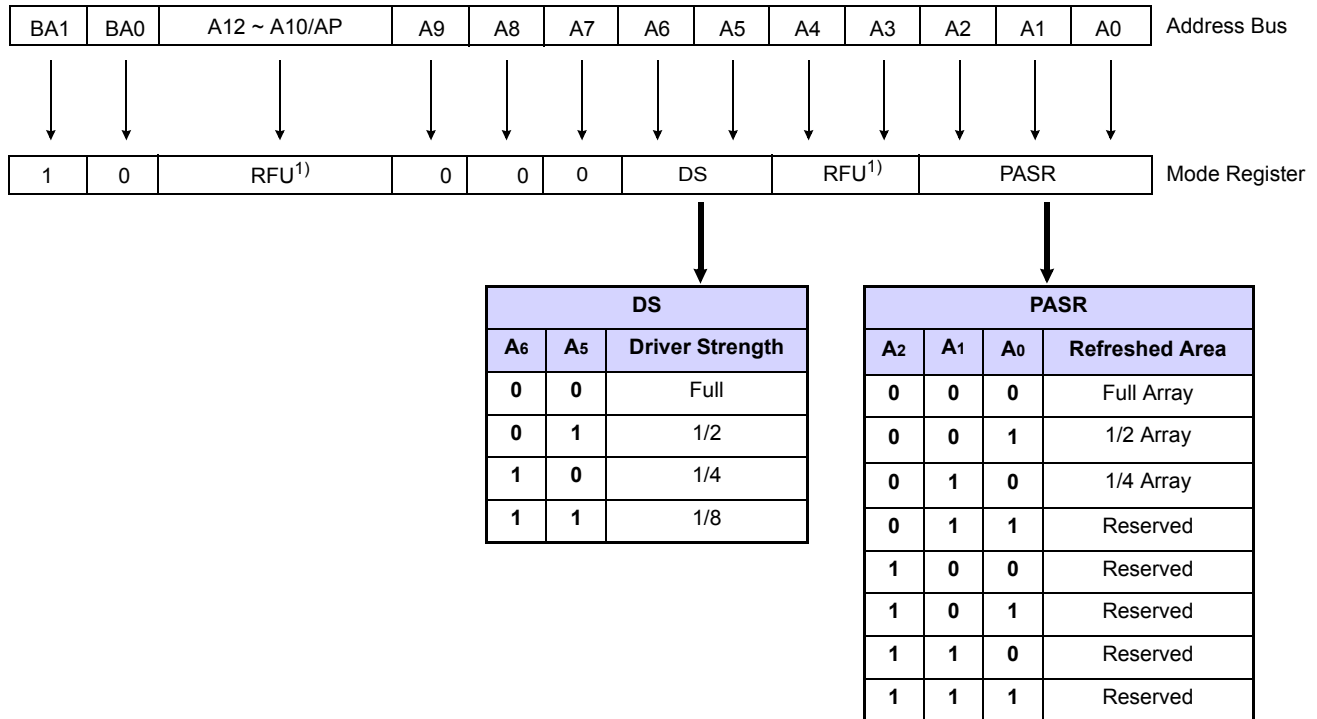 BA1 BA0 A12 ~ A10/AP A9 A8 A7 A6 A5 A4 A3 A2 A1 A0 Address Bus
1 0 RFU1) 0 0 0 DS RFU1) PASR Mode Register
DS
A6 A5 Driver Strength
0 0 Full
0 1 1/2
1 0 1/4
1 1 1/8
PASR
A2 A1 A0 Refreshed Area
0 0 0 Full Array
0 0 1 1/2 Array
0 1 0 1/4 Array
0 1 1 Reserved
1 0 0 Reserved
1 0 1 Reserved
1 1 0 Reserved
1 1 1 Reserved